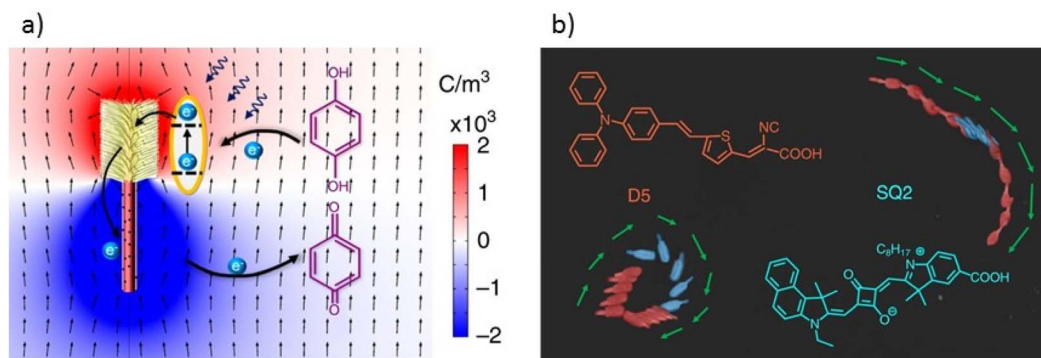 a)
OH
OH
O
O
e⁻
e⁻
e⁻
e⁻
e⁻
C/m³
x10³
2
1
0
−1
−2
b)
N
S
NC
COOH
D5
SQ2
C₈H₁₇
N
⊕
COOH
O
O
⊖
N